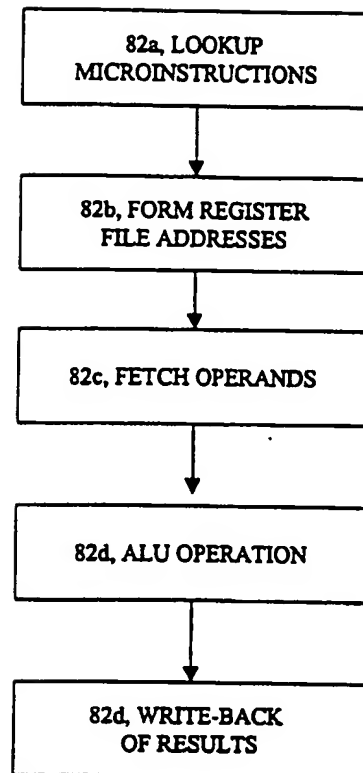 82a, LOOKUP
MICROINSTRUCTIONS
82b, FORM REGISTER
FILE ADDRESSES
82c, FETCH OPERANDS
82d, ALU OPERATION
82d, WRITE-BACK
OF RESULTS